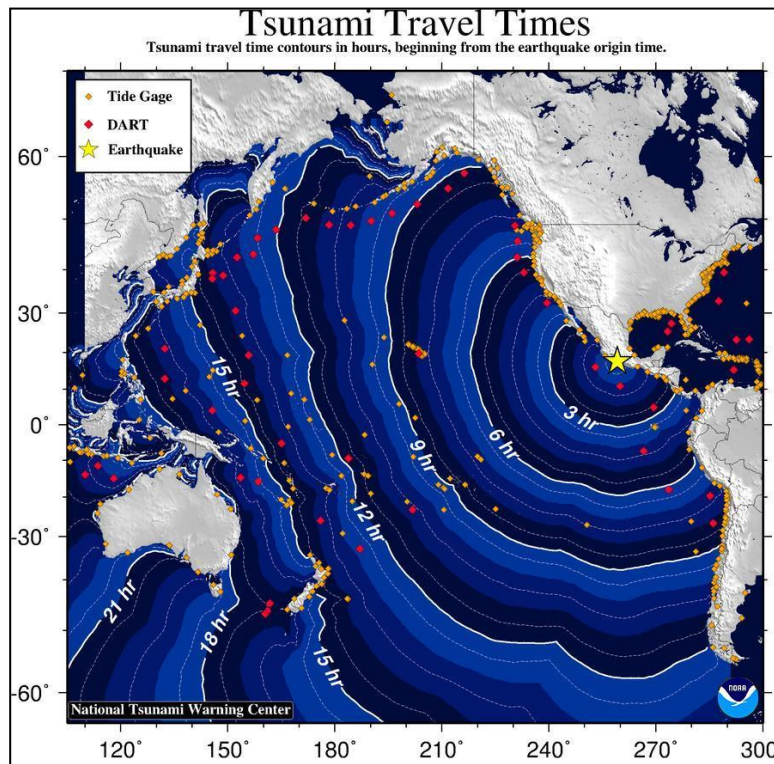 Tsunami Travel Times
Tsunami travel time contours in hours, beginning from the earthquake origin time.
Tide Gage
DART
Earthquake
60°
30°
0°
-30°
-60°
3 hr
6 hr
9 hr
12 hr
15 hr
15 hr
18 hr
21 hr
National Tsunami Warning Center
NOAA
120° 150° 180° 210° 240° 270° 300°